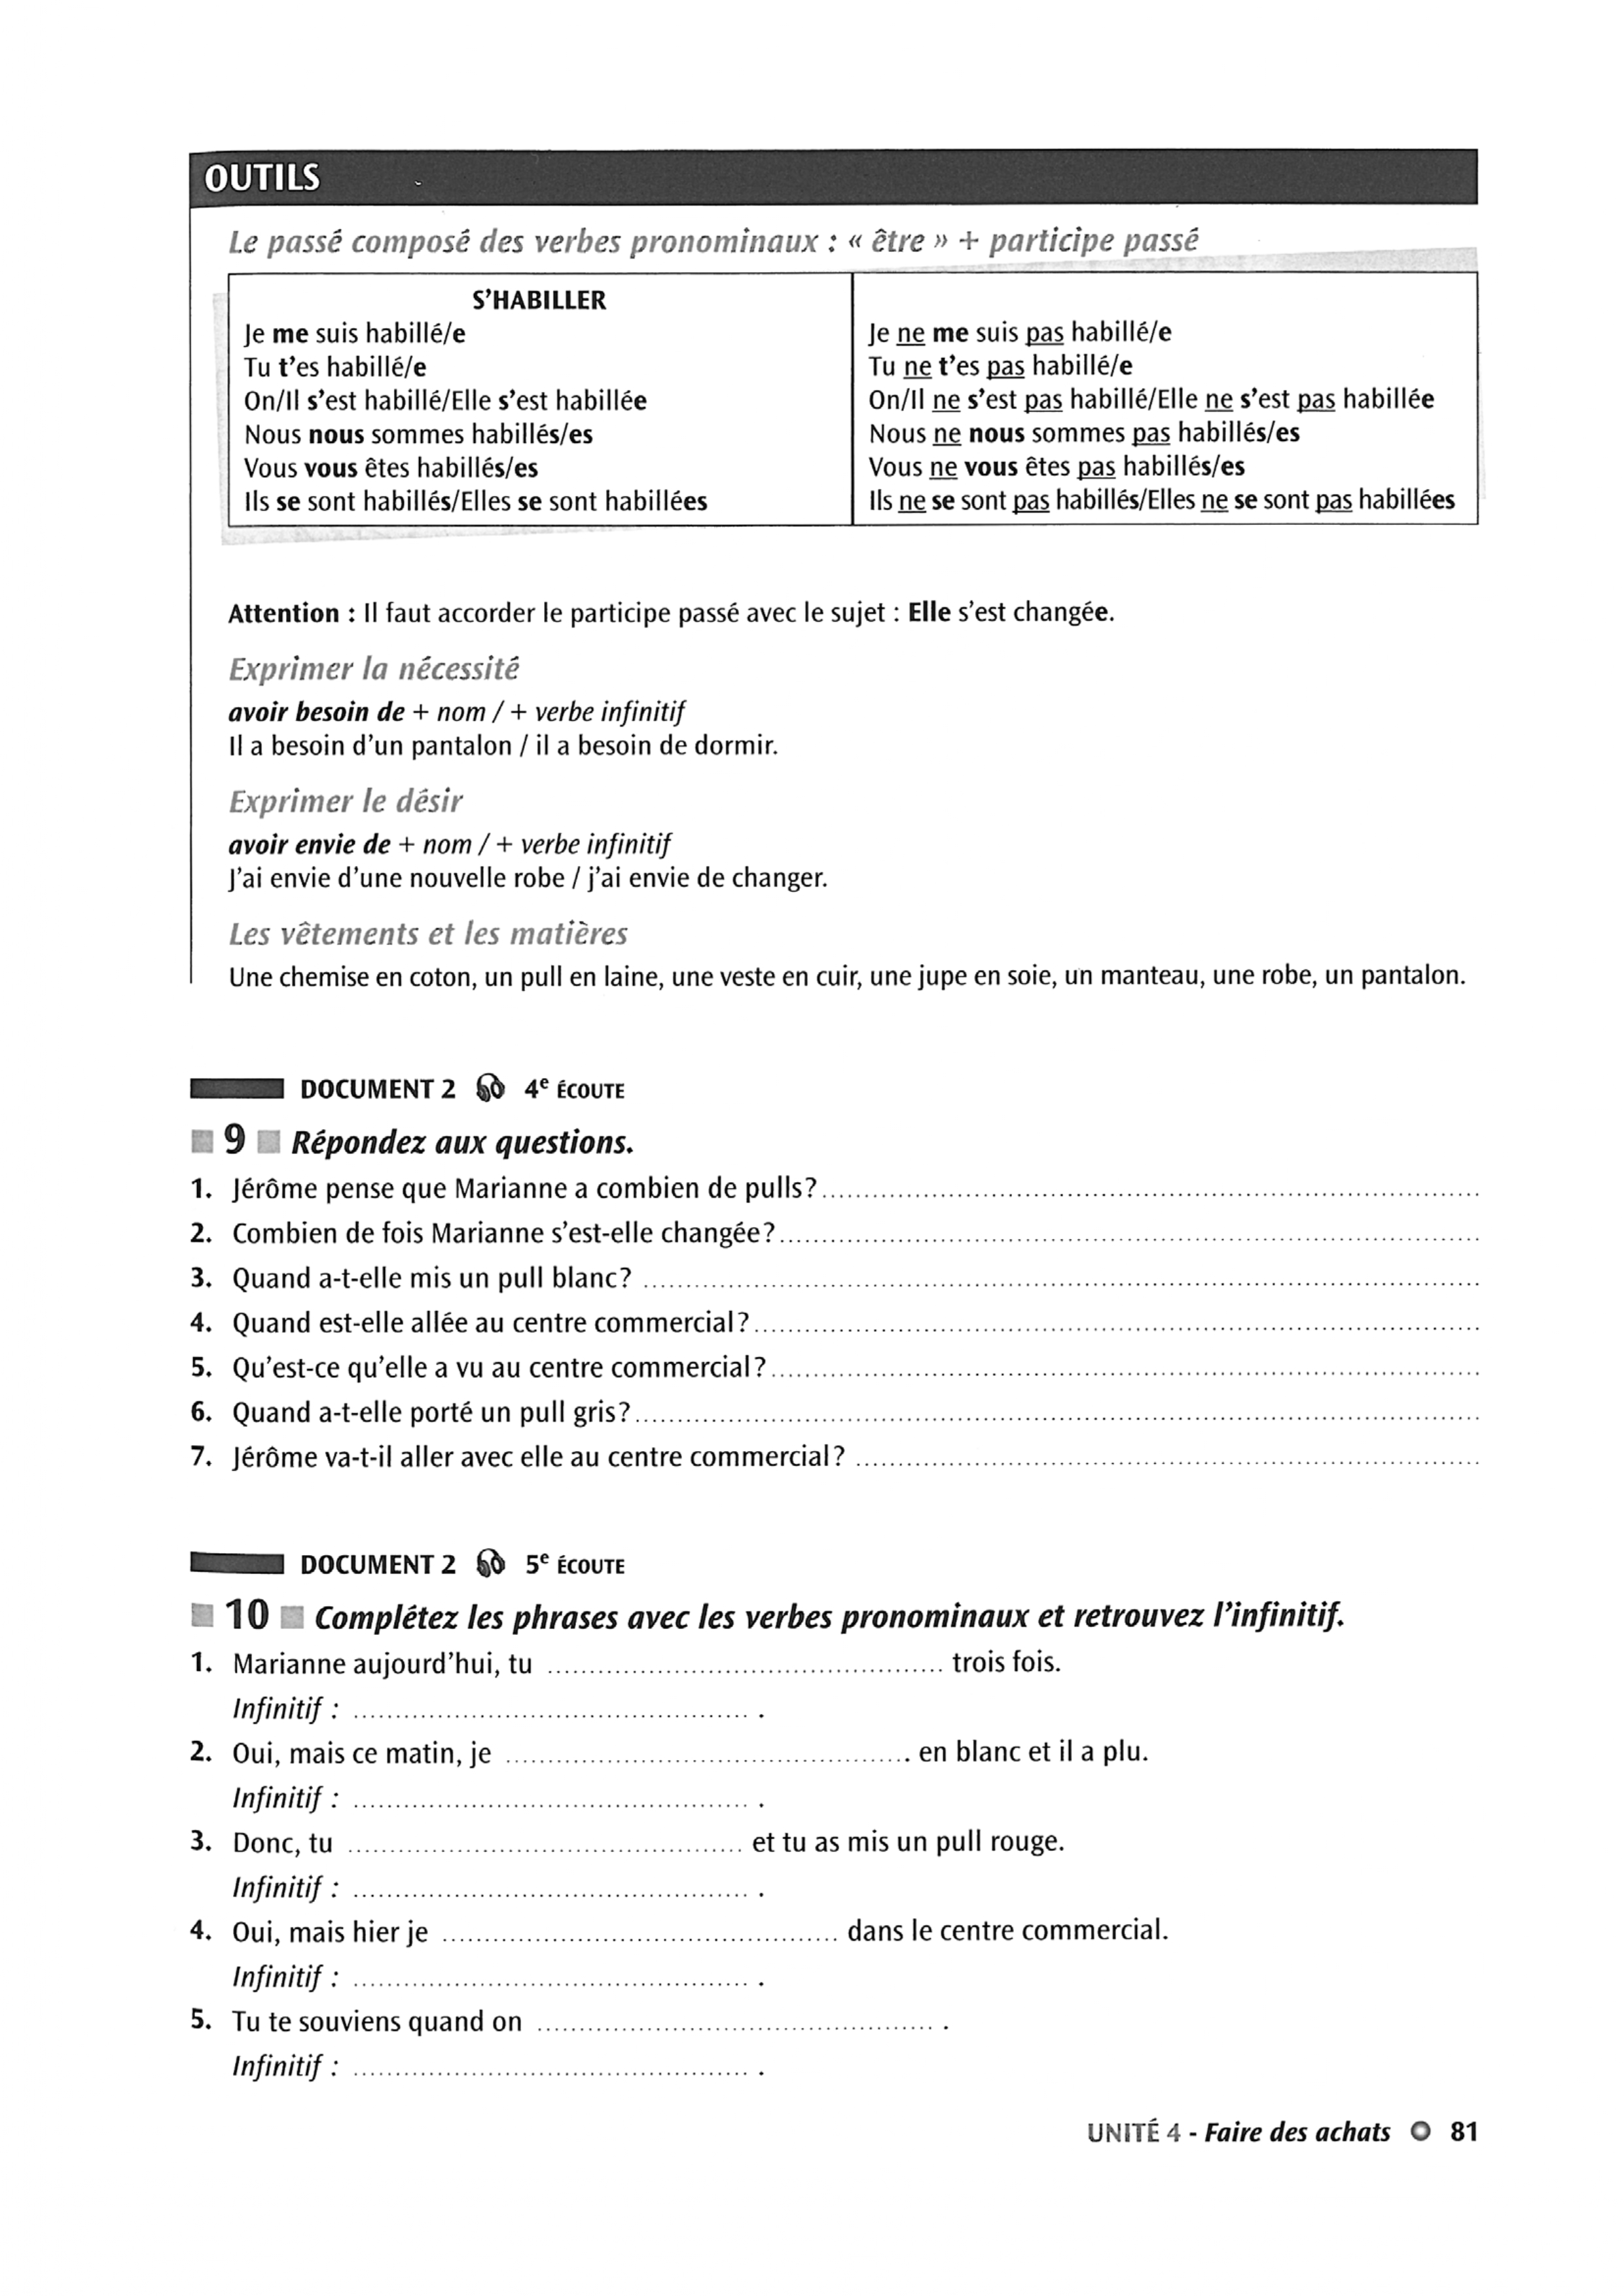 OUTILS
Le passé composé des verbes pronominaux : « être » + participe passé
S'HABILLER
Je me suis habillé/e
Tu t'es habillé/e
On/Il s'est habillé/Elle s'est habillée
Nous nous sommes habillés/es
Vous vous êtes habillés/es
Ils se sont habillés/Elles se sont habillées
Je ne me suis pas habillé/e
Tu ne t'es pas habillé/e
On/Il ne s'est pas habillé/Elle ne s'est pas habillée
Nous ne nous sommes pas habillés/es
Vous ne vous êtes pas habillés/es
Ils ne se sont pas habillés/Elles ne se sont pas habillées
Attention : Il faut accorder le participe passé avec le sujet : Elle s'est changée.
Exprimer la nécessité
avoir besoin de + nom / + verbe infinitif
Il a besoin d'un pantalon / il a besoin de dormir.
Exprimer le désir
avoir envie de + nom / + verbe infinitif
J'ai envie d'une nouvelle robe / j'ai envie de changer.
Les vêtements et les matières
Une chemise en coton, un pull en laine, une veste en cuir, une jupe en soie, un manteau, une robe, un pantalon.
DOCUMENT 2 4e ÉCOUTE
9 Répondez aux questions.
1. Jérôme pense que Marianne a combien de pulls ? ........................................
2. Combien de fois Marianne s'est-elle changée ? ........................................
3. Quand a-t-elle mis un pull blanc ? ........................................
4. Quand est-elle allée au centre commercial ? ........................................
5. Qu'est-ce qu'elle a vu au centre commercial ? ........................................
6. Quand a-t-elle porté un pull gris ? ........................................
7. Jérôme va-t-il aller avec elle au centre commercial ? ........................................
DOCUMENT 2 5e ÉCOUTE
10 Complétez les phrases avec les verbes pronominaux et retrouvez l'infinitif.
1. Marianne aujourd'hui, tu ........................................ trois fois.
Infinitif : ........................................ .
2. Oui, mais ce matin, je ........................................ en blanc et il a plu.
Infinitif : ........................................ .
3. Donc, tu ........................................ et tu as mis un pull rouge.
Infinitif : ........................................ .
4. Oui, mais hier je ........................................ dans le centre commercial.
Infinitif : ........................................ .
5. Tu te souviens quand on ........................................ .
Infinitif : ........................................ .
UNITÉ 4 - Faire des achats 81